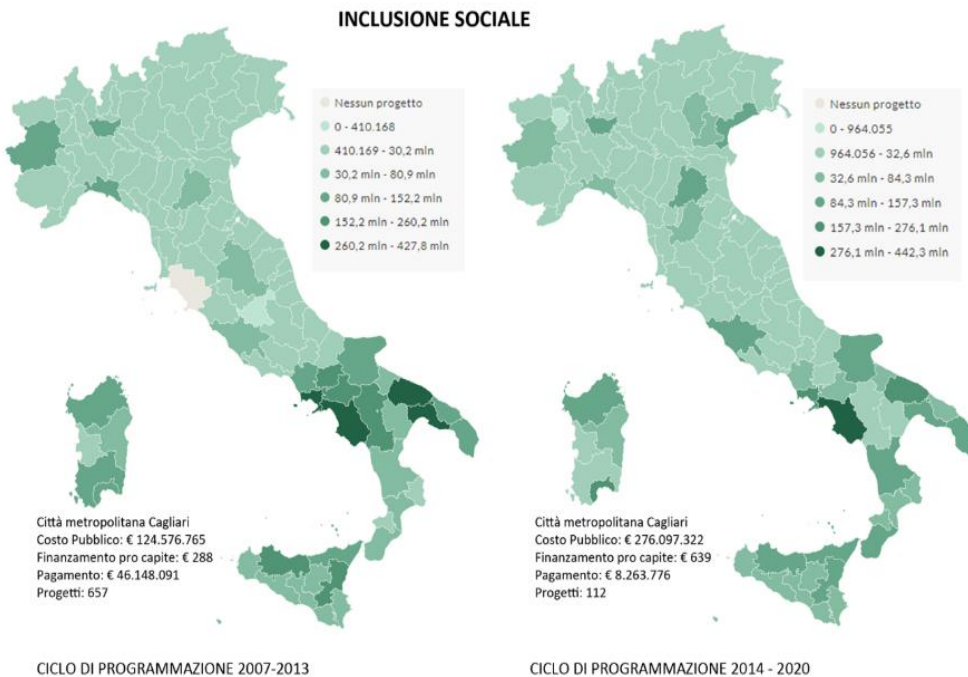 INCLUSIONE SOCIALE
Nessun progetto
0 - 410.168
410.169 - 30,2 mln
30,2 mln - 80,9 mln
80,9 mln - 152,2 mln
152,2 mln - 260,2 mln
260,2 mln - 427,8 mln
Nessun progetto
0 - 964.055
964.056 - 32,6 mln
32,6 mln - 84,3 mln
84,3 mln - 157,3 mln
157,3 mln - 276,1 mln
276,1 mln - 442,3 mln
Città metropolitana Cagliari
Costo Pubblico: € 124.576.765
Finanzamento pro capite: € 288
Pagamento: € 46.148.091
Progetti: 657
Città metropolitana Cagliari
Costo Pubblico: € 276.097.322
Finanzamento pro capite: € 639
Pagamento: € 8.263.776
Progetti: 112
CICLO DI PROGRAMMAZIONE 2007-2013
CICLO DI PROGRAMMAZIONE 2014 - 2020